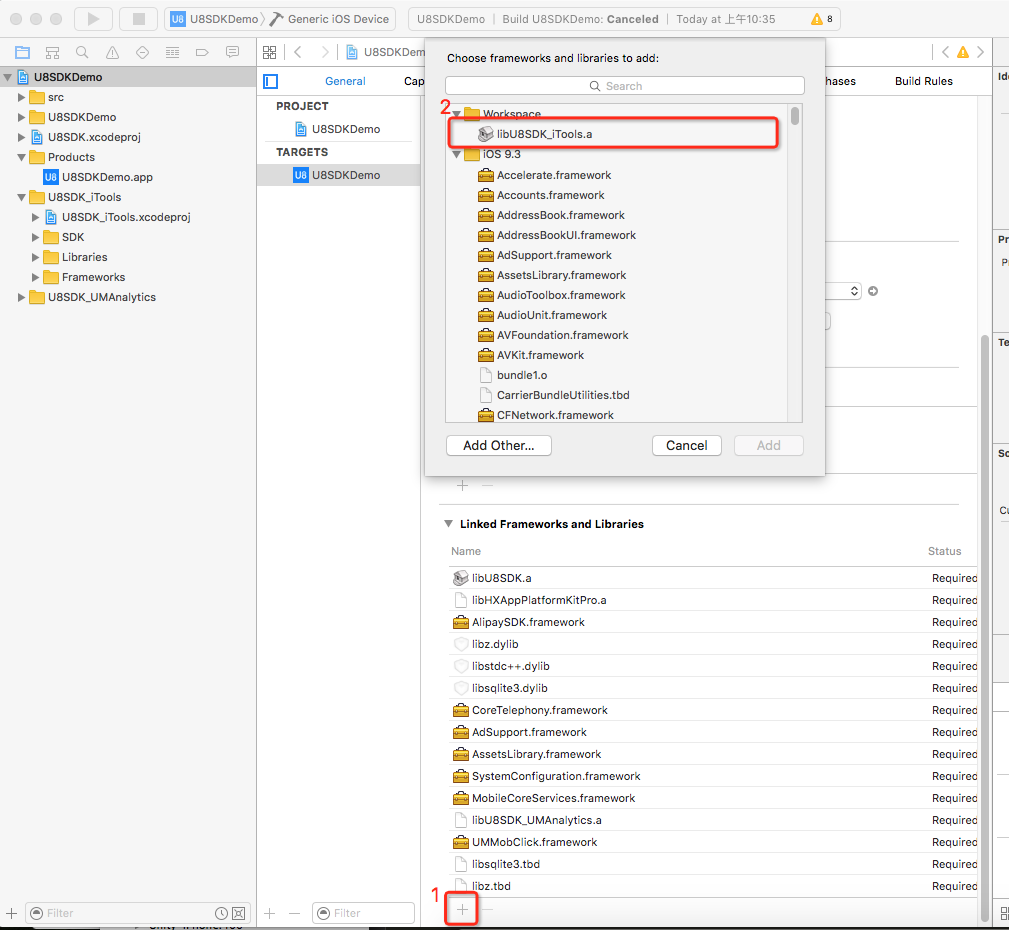 U8SDKDemo Generic iOS Device
U8SDKDemo Build U8SDKDemo: Canceled Today at 上午10:35 8
U8SDKDem
U8SDKDemo
src
U8SDKDemo
U8SDK.xcodeproj
Products
U8SDKDemo.app
U8SDK_iTools
U8SDK_iTools.xcodeproj
SDK
Libraries
Frameworks
U8SDK_UMAnalytics
Filter
General Cap
hases Build Rules
PROJECT
U8SDKDemo
TARGETS
U8SDKDemo
Filter
Choose frameworks and libraries to add:
Search
2
Workspace
libU8SDK_iTools.a
iOS 9.3
Accelerate.framework
Accounts.framework
AddressBook.framework
AddressBookUI.framework
AdSupport.framework
AssetsLibrary.framework
AudioToolbox.framework
AudioUnit.framework
AVFoundation.framework
AVKit.framework
bundle1.o
CarrierBundleUtilities.tbd
CFNetwork.framework
Add Other... Cancel Add
Linked Frameworks and Libraries
Name Status
libU8SDK.a Required
libHXAppPlatformKitPro.a Required
AlipaySDK.framework Required
libz.dylib Required
libstdc++.dylib Required
libsqlite3.dylib Required
CoreTelephony.framework Required
AdSupport.framework Required
AssetsLibrary.framework Required
SystemConfiguration.framework Required
MobileCoreServices.framework Required
libU8SDK_UMAnalytics.a Required
UMMobClick.framework Required
libsqlite3.tbd Required
libz.tbd Required
1
Ide
Pr
Pr
Te
Sc
Cu